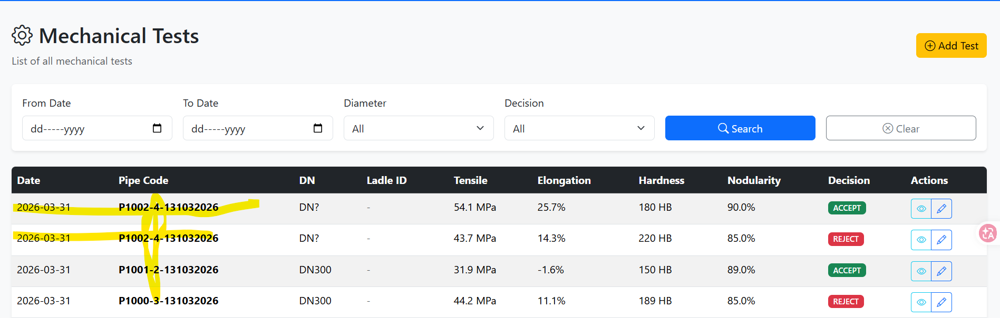 Mechanical Tests
List of all mechanical tests
Add Test
From Date To Date Diameter Decision
dd-----yyyy dd-----yyyy All All Search Clear
Date Pipe Code DN Ladle ID Tensile Elongation Hardness Nodularity Decision Actions
2026-03-31 P1002-4-131032026 DN? - 54.1 MPa 25.7% 180 HB 90.0% ACCEPT
2026-03-31 P1002-4-131032026 DN? - 43.7 MPa 14.3% 220 HB 85.0% REJECT
2026-03-31 P1001-2-131032026 DN300 - 31.9 MPa -1.6% 150 HB 89.0% ACCEPT
2026-03-31 P1000-3-131032026 DN300 - 44.2 MPa 11.1% 189 HB 85.0% REJECT